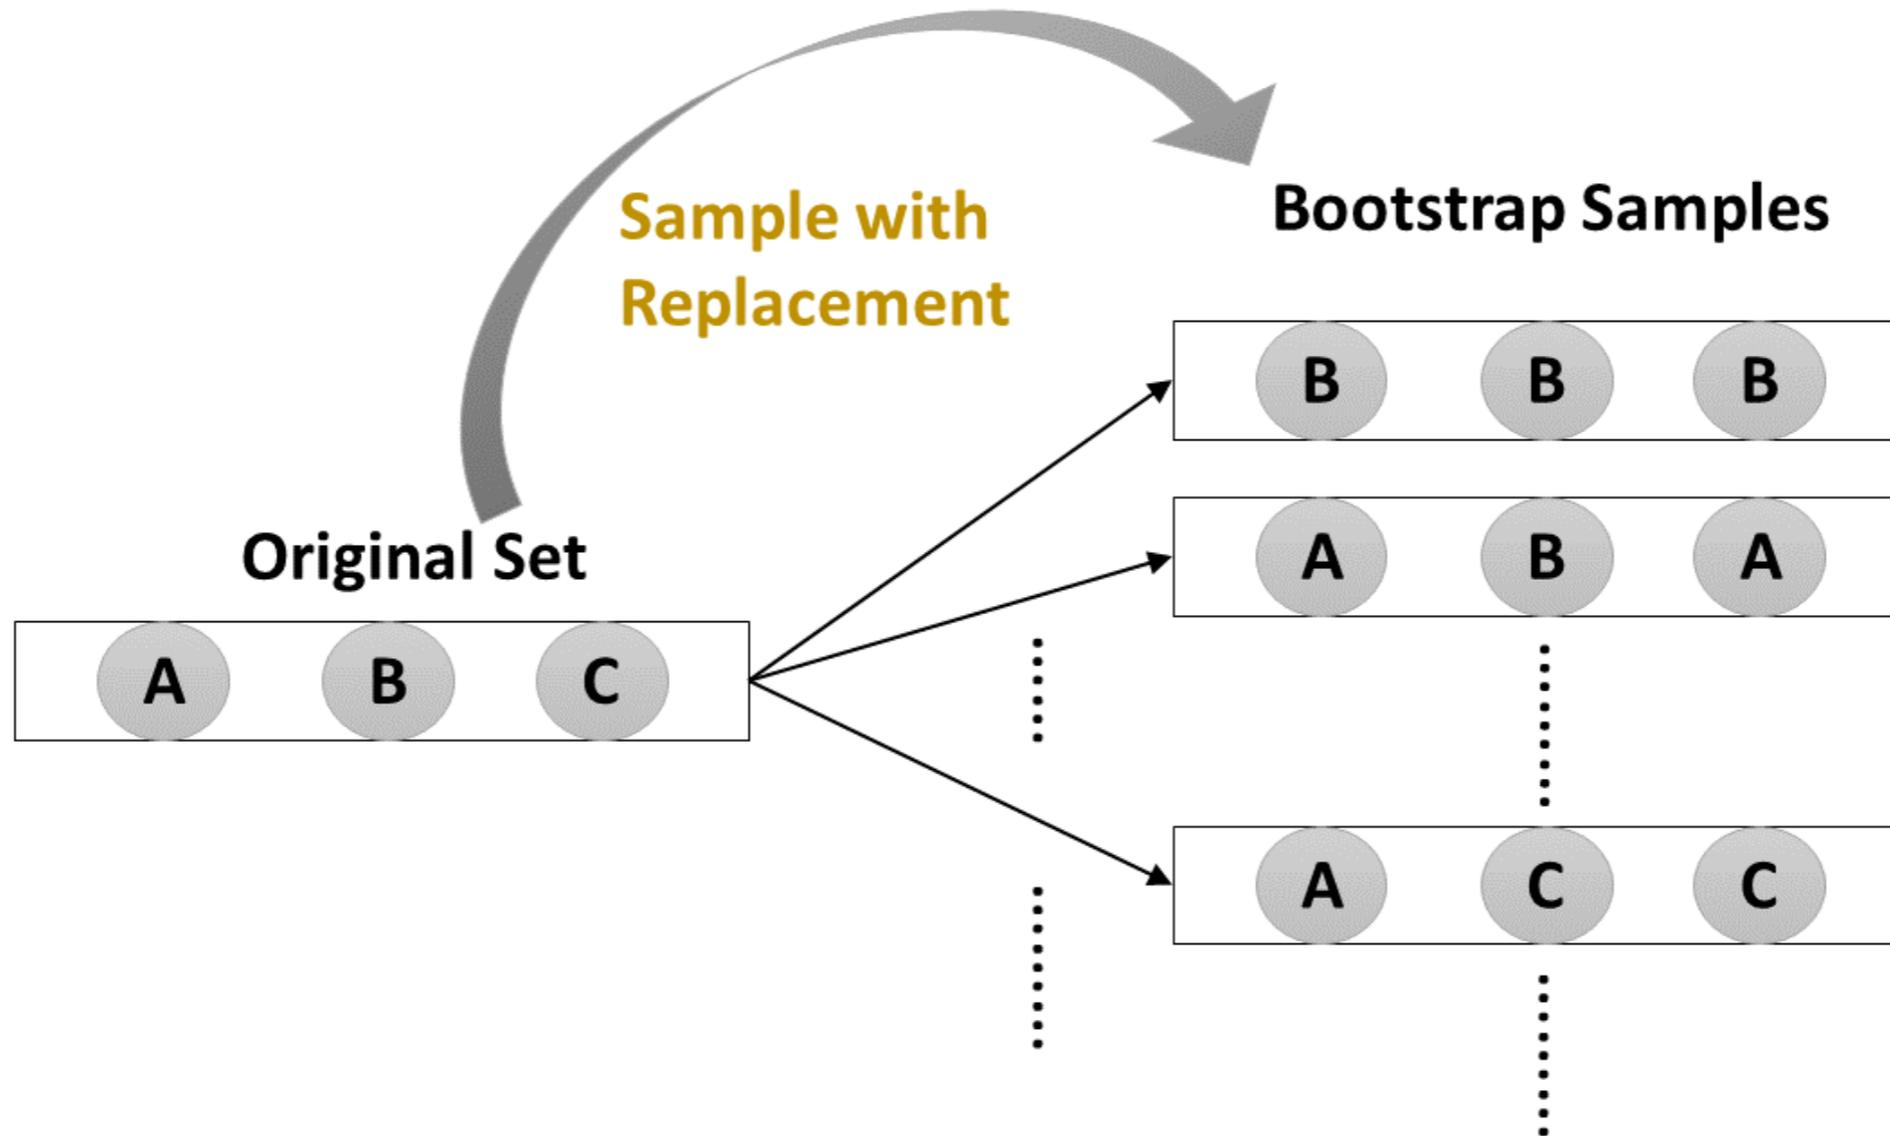 Sample with
Replacement
Bootstrap Samples
B B B
Original Set
A B A
A B C
A C C